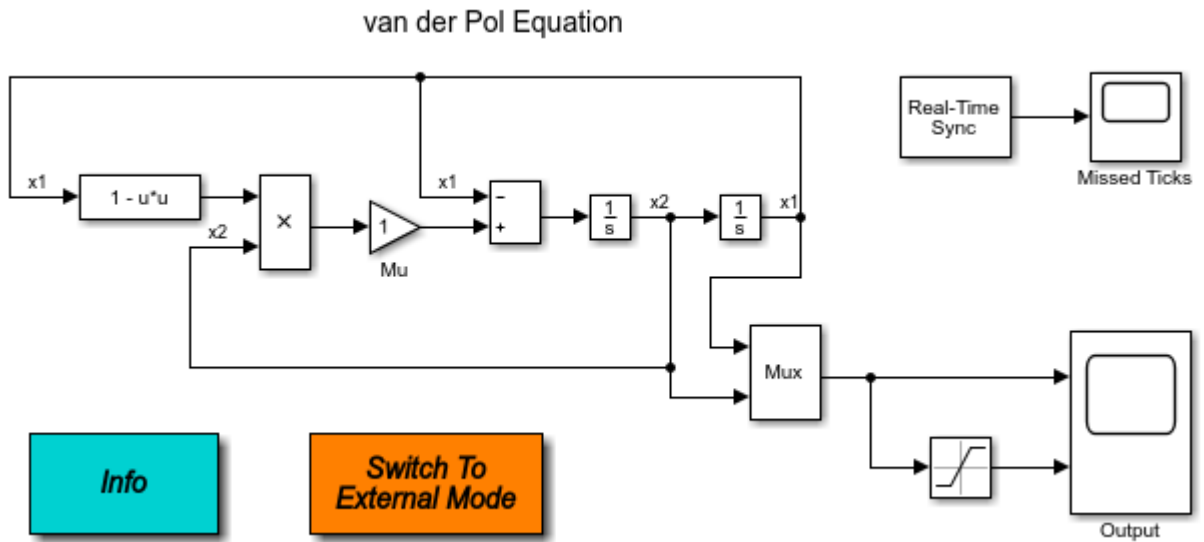 van der Pol Equation
Real-Time
Sync
Missed Ticks
x1
1 - u*u
x2
×
1
Mu
x1
−
+
1
s
x2
1
s
x1
Mux
Output
Info
Switch To
External Mode